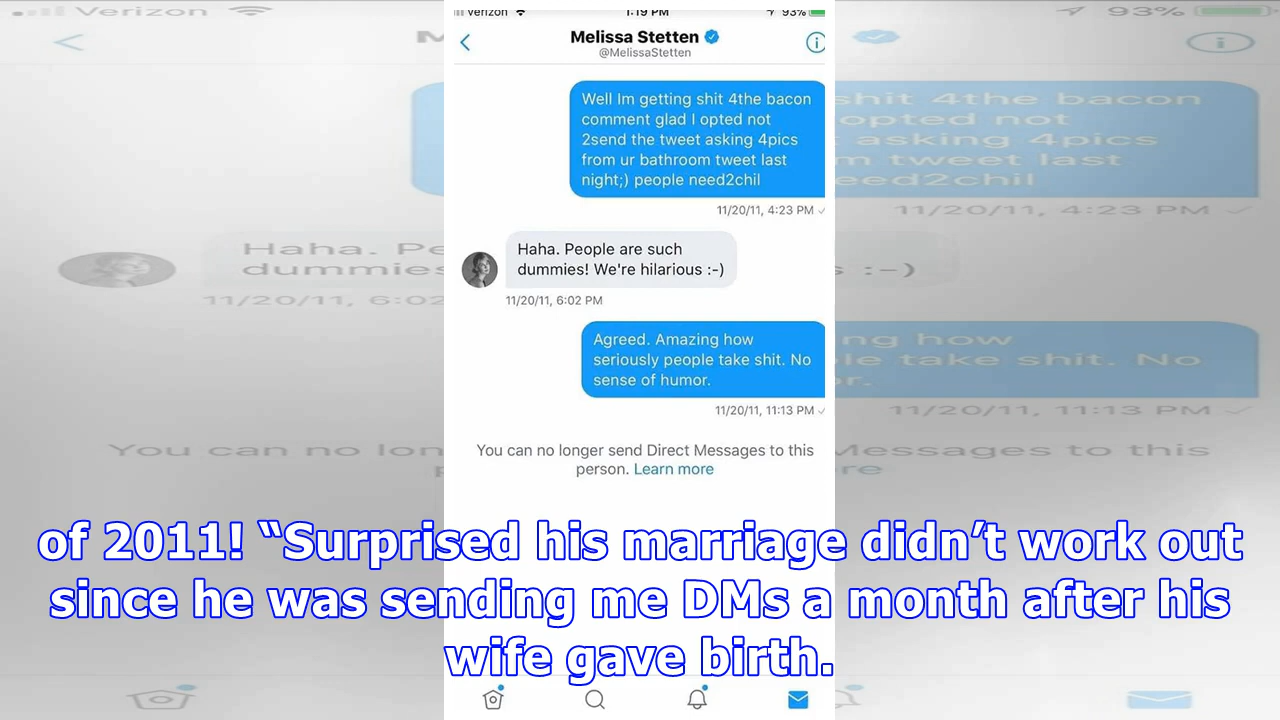 verizon 1:19 PM 93%
Melissa Stetten
@MelissaStetten
Well Im getting shit 4the bacon
comment glad I opted not
2send the tweet asking 4pics
from ur bathroom tweet last
night;) people need2chil
11/20/11, 4:23 PM ✓
Haha. People are such
dummies! We're hilarious :-)
11/20/11, 6:02 PM
Agreed. Amazing how
seriously people take shit. No
sense of humor.
11/20/11, 11:13 PM ✓
You can no longer send Direct Messages to this
person. Learn more
of 2011! “Surprised his marriage didn’t work out
since he was sending me DMs a month after his
wife gave birth.